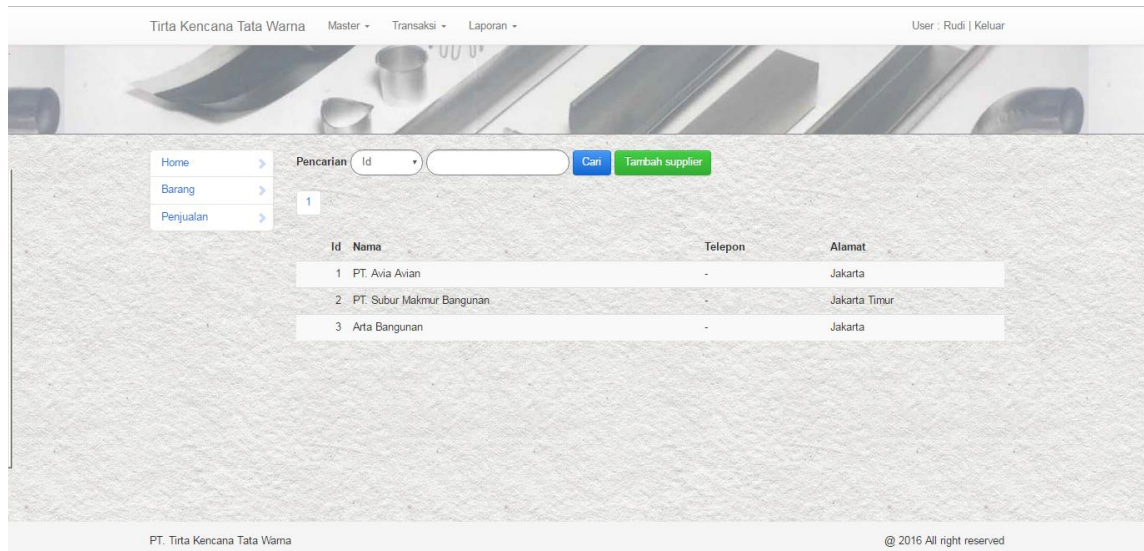 Tirta Kencana Tata Warna Master Transaksi Laporan User : Rudi | Keluar
Home
Barang
Penjualan
Pencarian Id Cari Tambah supplier
1
Id Nama Telepon Alamat
1 PT. Avia Avian - Jakarta
2 PT. Subur Makmur Bangunan - Jakarta Timur
3 Arta Bangunan - Jakarta
PT. Tirta Kencana Tata Warna @ 2016 All right reserved